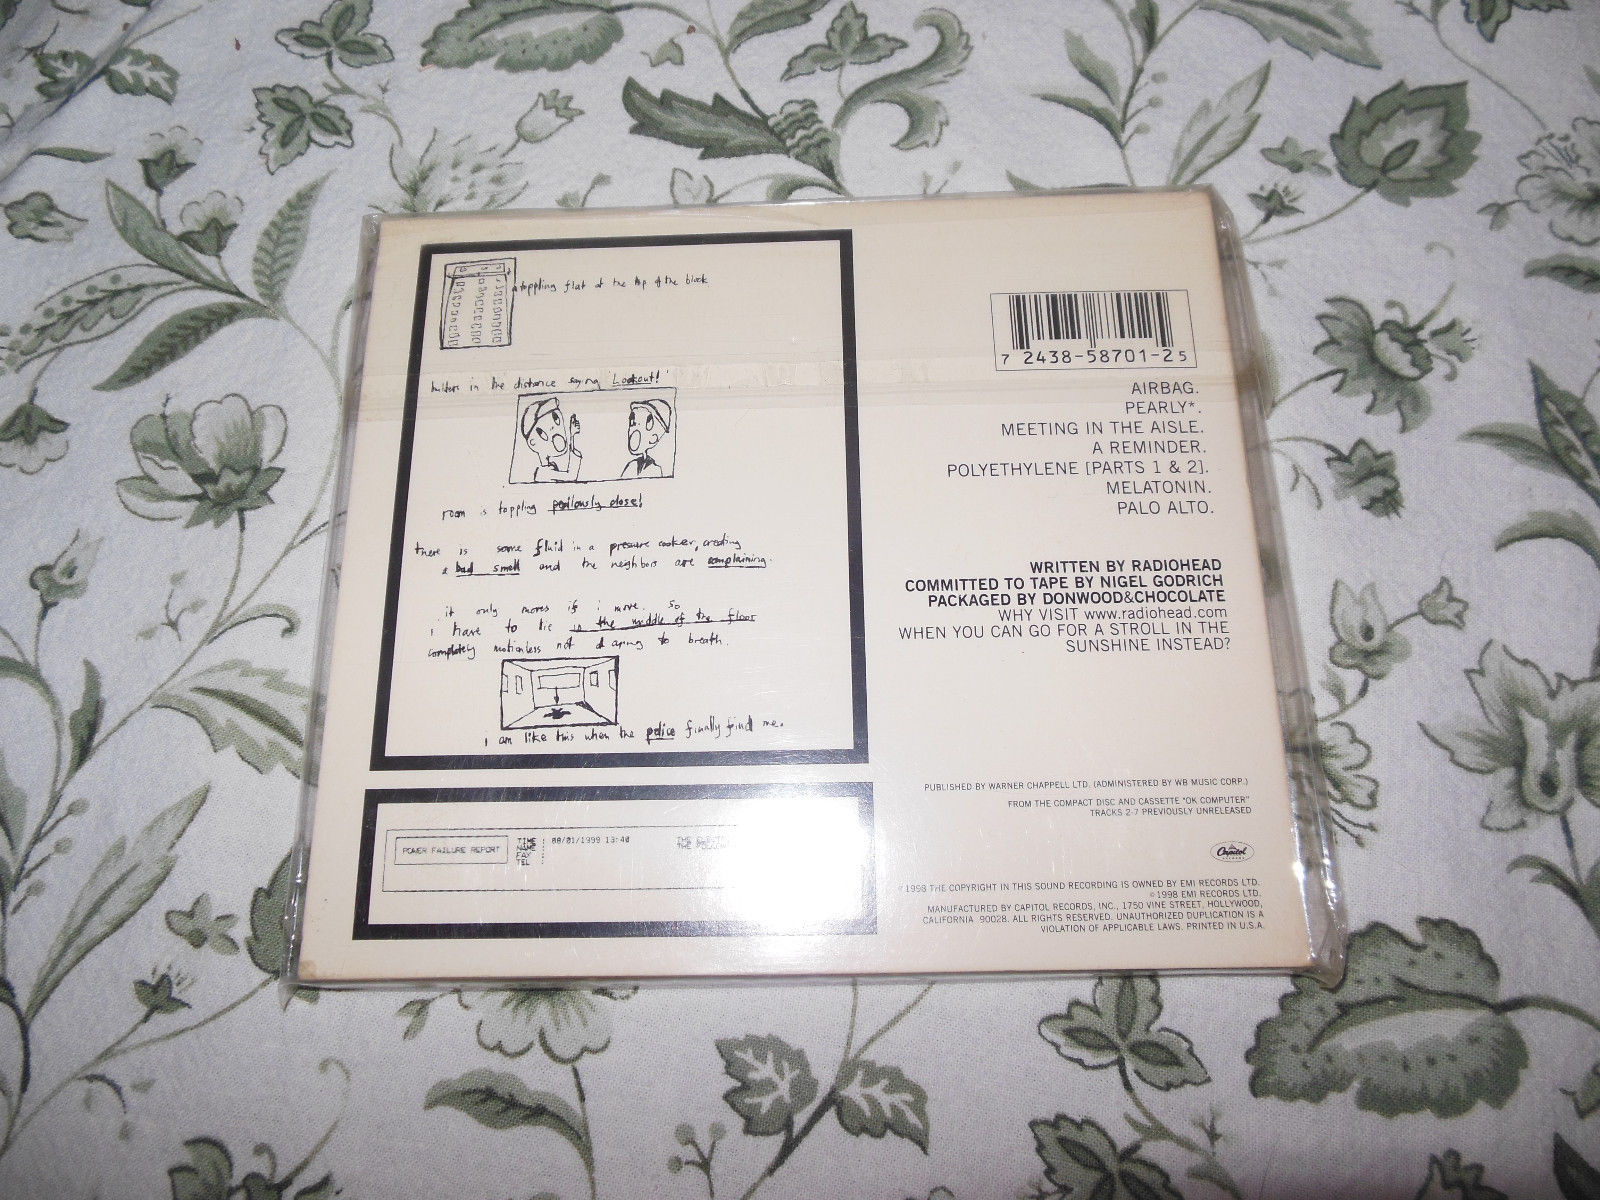 a toppling flat at the top of the block
builders in the distance saying 'Lookout!'
room is toppling perilously close!
there is some fluid in a pressure cooker, creating
a bad smell and the neighbors are complaining.
it only moves if i move. so
i have to lie in the middle of the floor
completely motionless not daring to breath.
i am like this when the police finally find me.
POWER FAILURE REPORT
TIME : 08/01/1999 13:40
NAME :
FAX :
TEL :
7 2438-58701-2 5
AIRBAG.
PEARLY*.
MEETING IN THE AISLE.
A REMINDER.
POLYETHYLENE [PARTS 1 & 2].
MELATONIN.
PALO ALTO.
WRITTEN BY RADIOHEAD
COMMITTED TO TAPE BY NIGEL GODRICH
PACKAGED BY DONWOOD&CHOCOLATE
WHY VISIT www.radiohead.com
WHEN YOU CAN GO FOR A STROLL IN THE
SUNSHINE INSTEAD?
PUBLISHED BY WARNER CHAPPELL LTD. (ADMINISTERED BY WB MUSIC CORP.)
FROM THE COMPACT DISC AND CASSETTE "OK COMPUTER"
TRACKS 2-7 PREVIOUSLY UNRELEASED
Capitol
℗ 1998 THE COPYRIGHT IN THIS SOUND RECORDING IS OWNED BY EMI RECORDS LTD.
© 1998 EMI RECORDS LTD.
MANUFACTURED BY CAPITOL RECORDS, INC., 1750 VINE STREET, HOLLYWOOD,
CALIFORNIA 90028. ALL RIGHTS RESERVED. UNAUTHORIZED DUPLICATION IS A
VIOLATION OF APPLICABLE LAWS. PRINTED IN U.S.A.